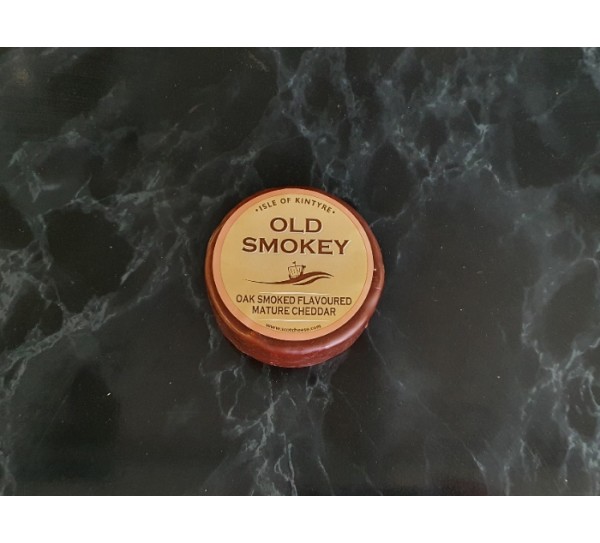 • ISLE OF KINTYRE •
OLD
SMOKEY
OAK SMOKED FLAVOURED
MATURE CHEDDAR